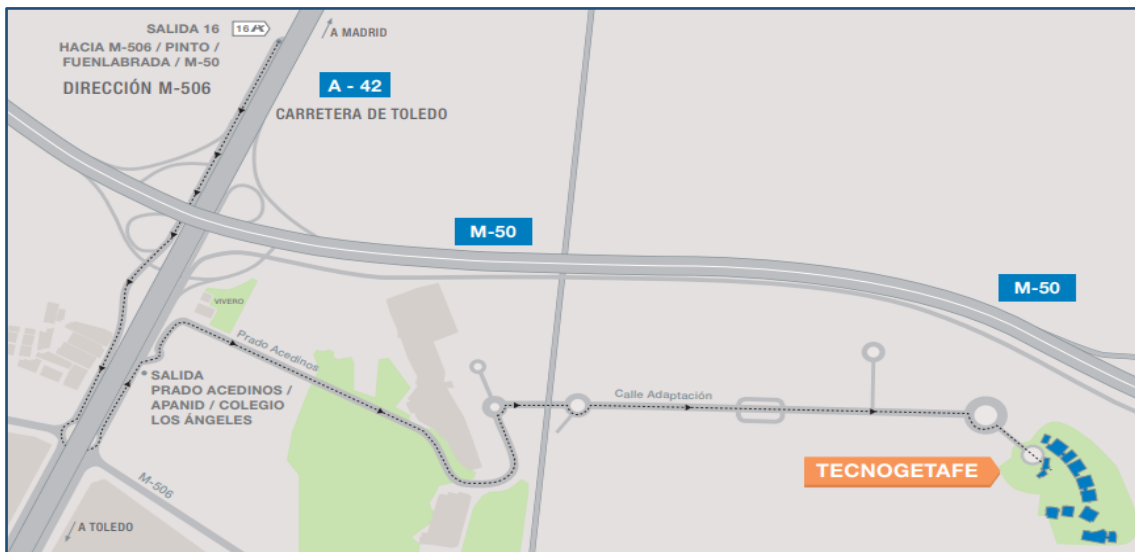 SALIDA 16
16
HACIA M-506 / PINTO /
FUENLABRADA / M-50
DIRECCIÓN M-506
A MADRID
A - 42
CARRETERA DE TOLEDO
M-50
M-50
VIVERO
Prado Acedinos
SALIDA
PRADO ACEDINOS /
APANID / COLEGIO
LOS ÁNGELES
Calle Adaptación
TECNOGETAFE
M-506
A TOLEDO